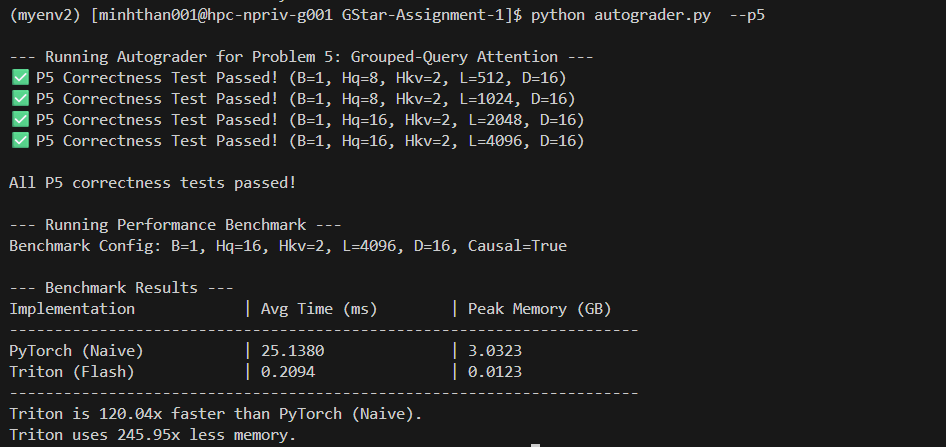 (myenv2) [minhthan001@hpc-npriv-g001 GStar-Assignment-1]$ python autograder.py  --p5
--- Running Autograder for Problem 5: Grouped-Query Attention ---
✅ P5 Correctness Test Passed! (B=1, Hq=8, Hkv=2, L=512, D=16)
✅ P5 Correctness Test Passed! (B=1, Hq=8, Hkv=2, L=1024, D=16)
✅ P5 Correctness Test Passed! (B=1, Hq=16, Hkv=2, L=2048, D=16)
✅ P5 Correctness Test Passed! (B=1, Hq=16, Hkv=2, L=4096, D=16)
All P5 correctness tests passed!
--- Running Performance Benchmark ---
Benchmark Config: B=1, Hq=16, Hkv=2, L=4096, D=16, Causal=True
--- Benchmark Results ---
Implementation            | Avg Time (ms)        | Peak Memory (GB)
----------------------------------------------------------------------
PyTorch (Naive)           | 25.1380              | 3.0323
Triton (Flash)            | 0.2094               | 0.0123
----------------------------------------------------------------------
Triton is 120.04x faster than PyTorch (Naive).
Triton uses 245.95x less memory.